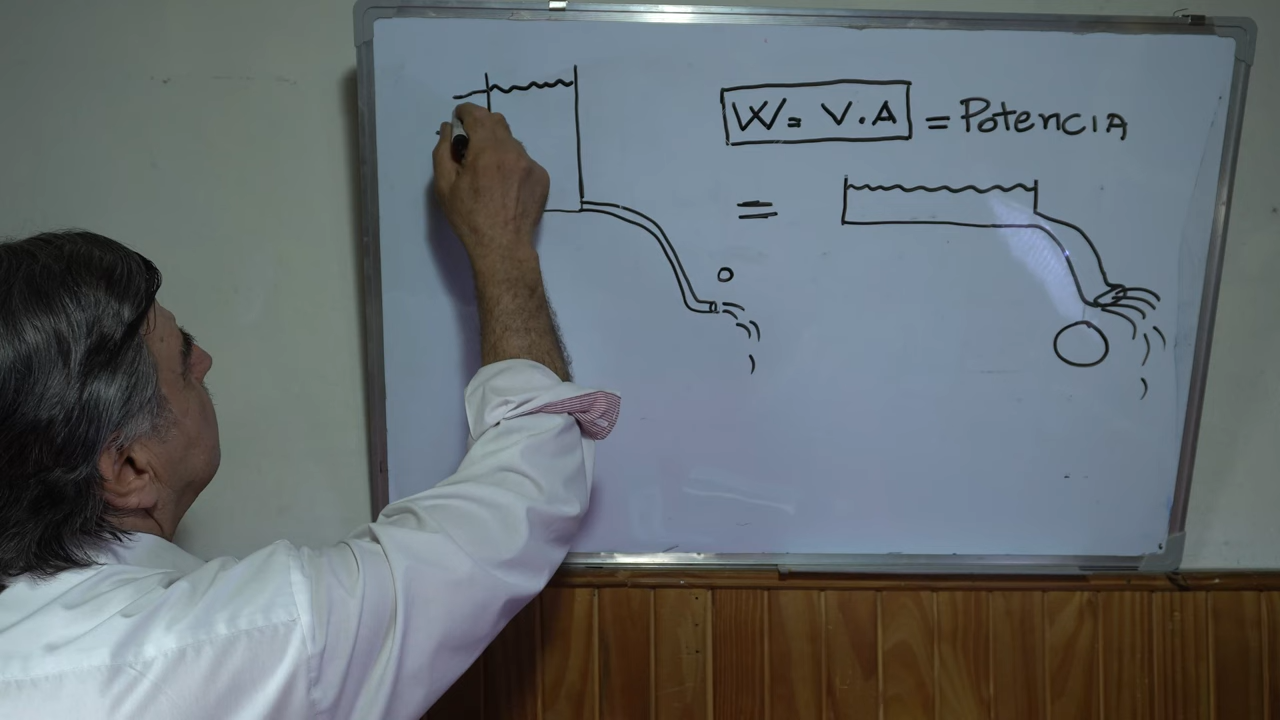 W = V.A = Potencia
=